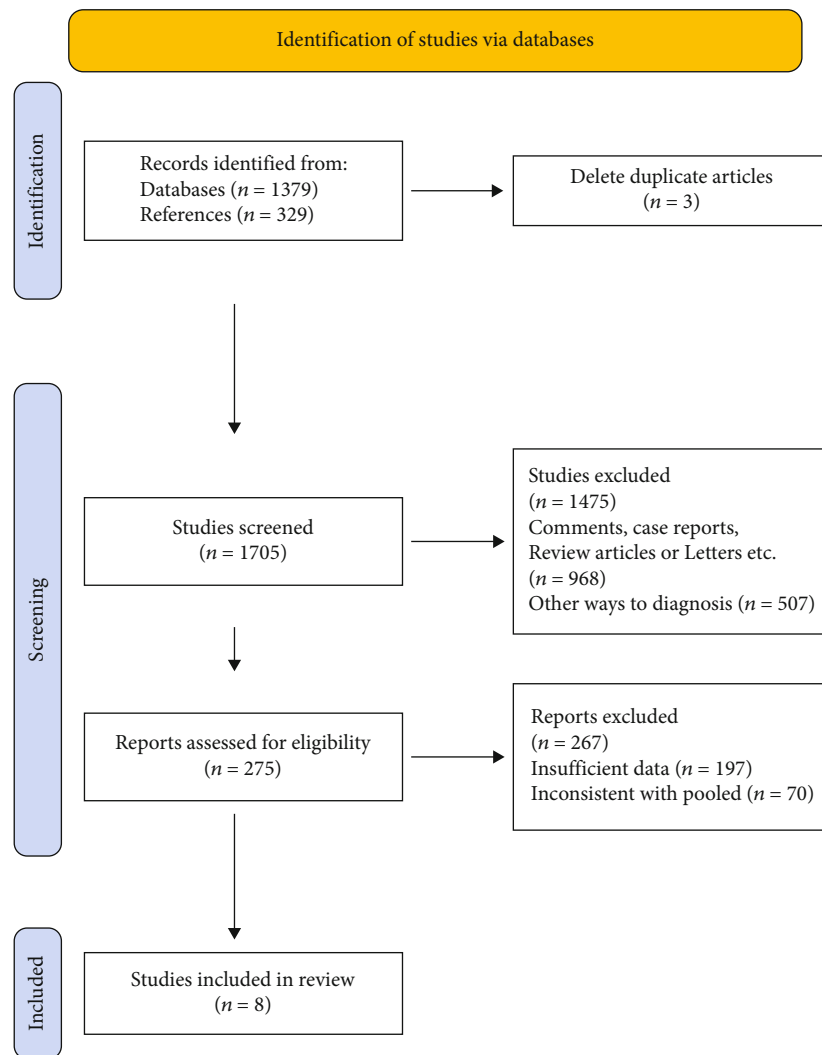 Identification of studies via databases
Identification
Records identified from:
Databases (n = 1379)
References (n = 329)
Delete duplicate articles
(n = 3)
Screening
Studies screened
(n = 1705)
Studies excluded
(n = 1475)
Comments, case reports,
Review articles or Letters etc.
(n = 968)
Other ways to diagnosis (n = 507)
Reports assessed for eligibility
(n = 275)
Reports excluded
(n = 267)
Insufficient data (n = 197)
Inconsistent with pooled (n = 70)
Included
Studies included in review
(n = 8)